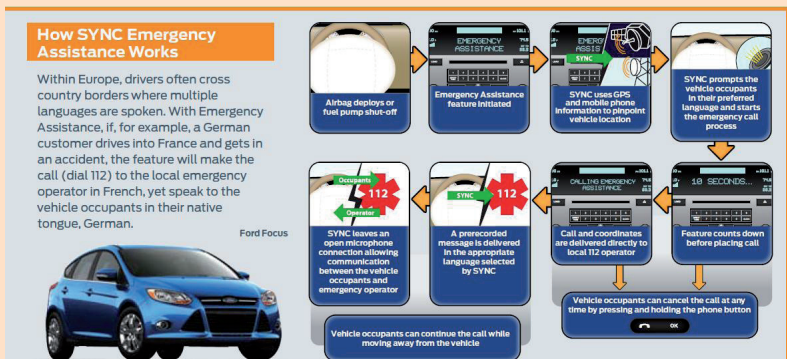 How SYNC Emergency
Assistance Works
Within Europe, drivers often cross
country borders where multiple
languages are spoken. With Emergency
Assistance, if, for example, a German
customer drives into France and gets in
an accident, the feature will make the
call (dial 112) to the local emergency
operator in French, yet speak to the
vehicle occupants in their native
tongue, German.
Ford Focus
Airbag deploys or
fuel pump shut-off
EMERGENCY
ASSISTANCE
Emergency Assistance
feature initiated
EMERG
ASSIS
SYNC
SYNC uses GPS
and mobile phone
information to pinpoint
vehicle location
SYNC prompts the
vehicle occupants
in their preferred
language and starts
the emergency call
process
10 SECONDS...
Feature counts down
before placing call
CALLING EMERGENCY
ASSISTANCE
Call and coordinates
are delivered directly to
local 112 operator
Vehicle occupants can cancel the call at any
time by pressing and holding the phone button
OK
SYNC
112
A prerecorded
message is delivered
in the appropriate
language selected
by SYNC
Occupants
112
Operator
SYNC leaves an
open microphone
connection allowing
communication
between the vehicle
occupants and
emergency operator
Vehicle occupants can continue the call while
moving away from the vehicle